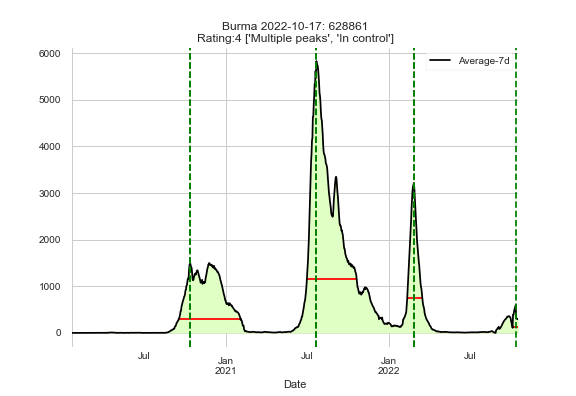 Burma 2022-10-17: 628861
Rating:4 ['Multiple peaks', 'In control']
Average-7d
6000
5000
4000
3000
2000
1000
0
Jul
Jan
2021
Jul
Jan
2022
Jul
Date